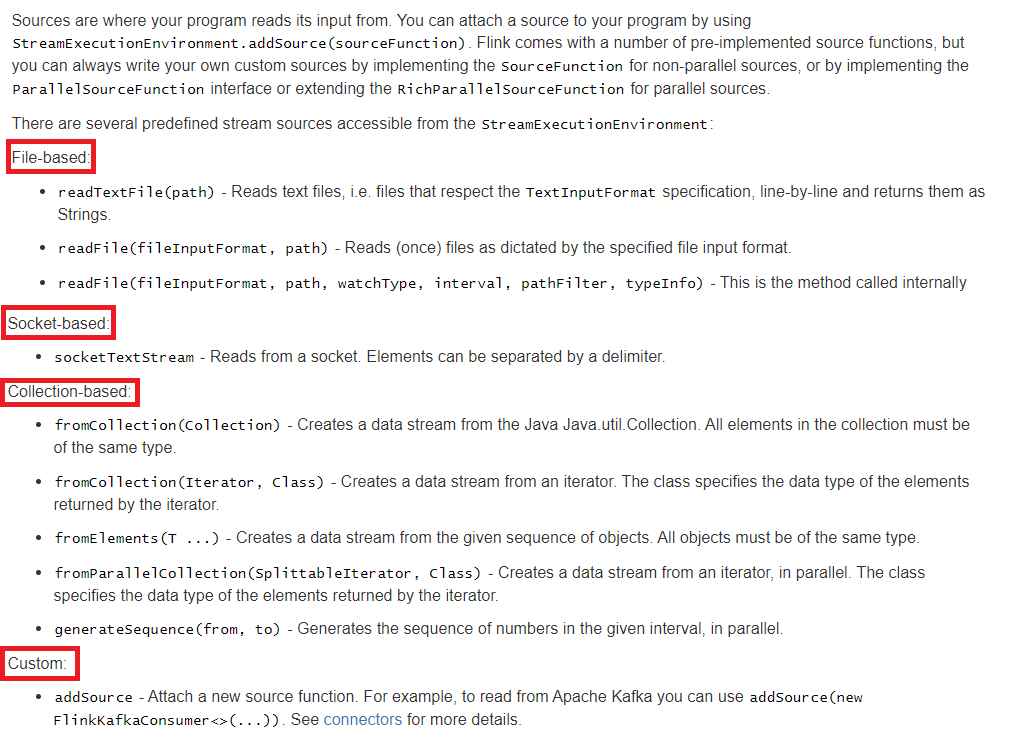 Sources are where your program reads its input from. You can attach a source to your program by using
StreamExecutionEnvironment.addSource(sourceFunction). Flink comes with a number of pre-implemented source functions, but
you can always write your own custom sources by implementing the SourceFunction for non-parallel sources, or by implementing the
ParallelSourceFunction interface or extending the RichParallelSourceFunction for parallel sources.
There are several predefined stream sources accessible from the StreamExecutionEnvironment:
File-based:
• readTextFile(path) - Reads text files, i.e. files that respect the TextInputFormat specification, line-by-line and returns them as
Strings.
• readFile(fileInputFormat, path) - Reads (once) files as dictated by the specified file input format.
• readFile(fileInputFormat, path, watchType, interval, pathFilter, typeInfo) - This is the method called internally
Socket-based:
• socketTextStream - Reads from a socket. Elements can be separated by a delimiter.
Collection-based:
• fromCollection(Collection) - Creates a data stream from the Java Java.util.Collection. All elements in the collection must be
of the same type.
• fromCollection(Iterator, Class) - Creates a data stream from an iterator. The class specifies the data type of the elements
returned by the iterator.
• fromElements(T ...) - Creates a data stream from the given sequence of objects. All objects must be of the same type.
• fromParallelCollection(SplittableIterator, Class) - Creates a data stream from an iterator, in parallel. The class
specifies the data type of the elements returned by the iterator.
• generateSequence(from, to) - Generates the sequence of numbers in the given interval, in parallel.
Custom:
• addSource - Attach a new source function. For example, to read from Apache Kafka you can use addSource(new
FlinkKafkaConsumer<>(...)). See connectors for more details.